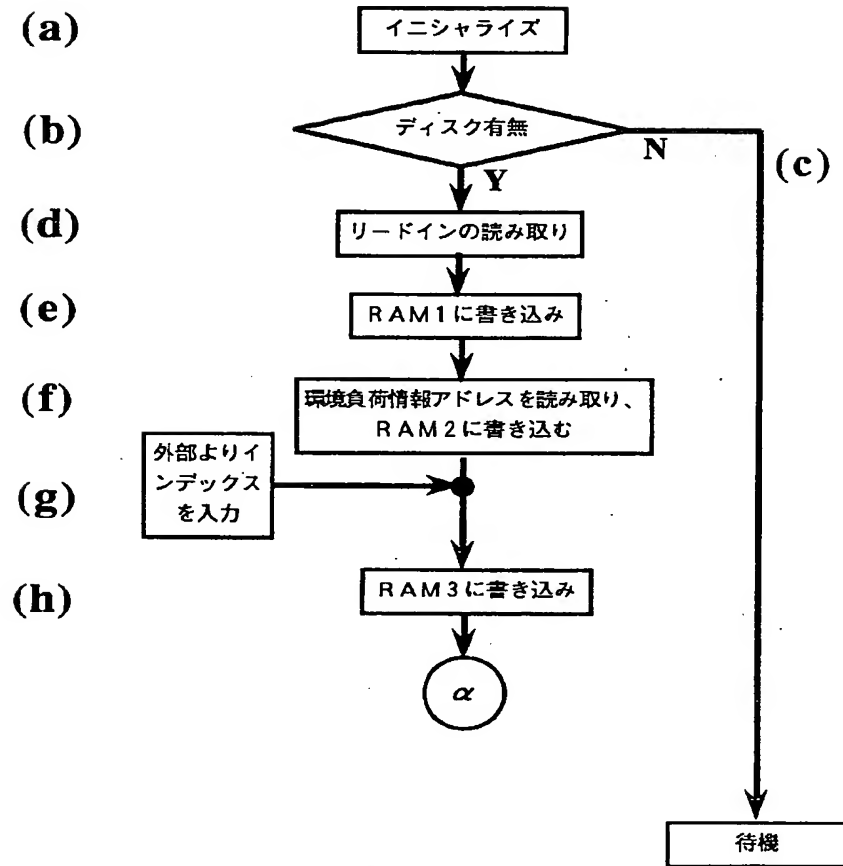 (a)
イニシャライズ
(b)
ディスク有無
N
(c)
Y
(d)
リードインの読み取り
(e)
RAM1に書き込み
(f)
環境負荷情報アドレスを読み取り、
RAM2に書き込む
外部よりイ
ンデックス
を入力
(g)
(h)
RAM3に書き込み
α
待機